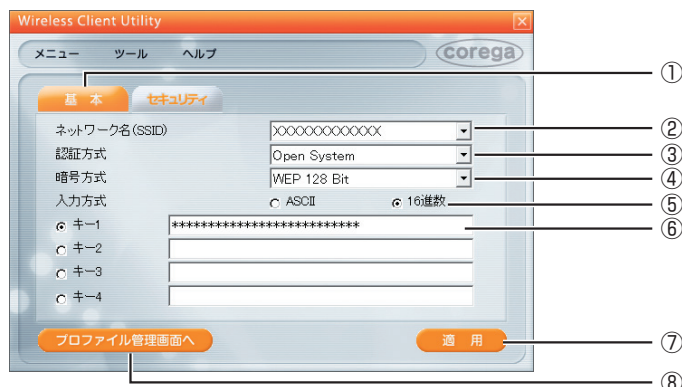 Wireless Client Utility
メニュー ツール ヘルプ corega
①
基 本 セキュリティ
ネットワーク名(SSID) XXXXXXXXXXXX ②
認証方式 Open System ③
暗号方式 WEP 128 Bit ④
入力方式 ASCII 16進数 ⑤
キー1 ************************** ⑥
キー2
キー3
キー4
プロファイル管理画面へ 適 用 ⑦
⑧